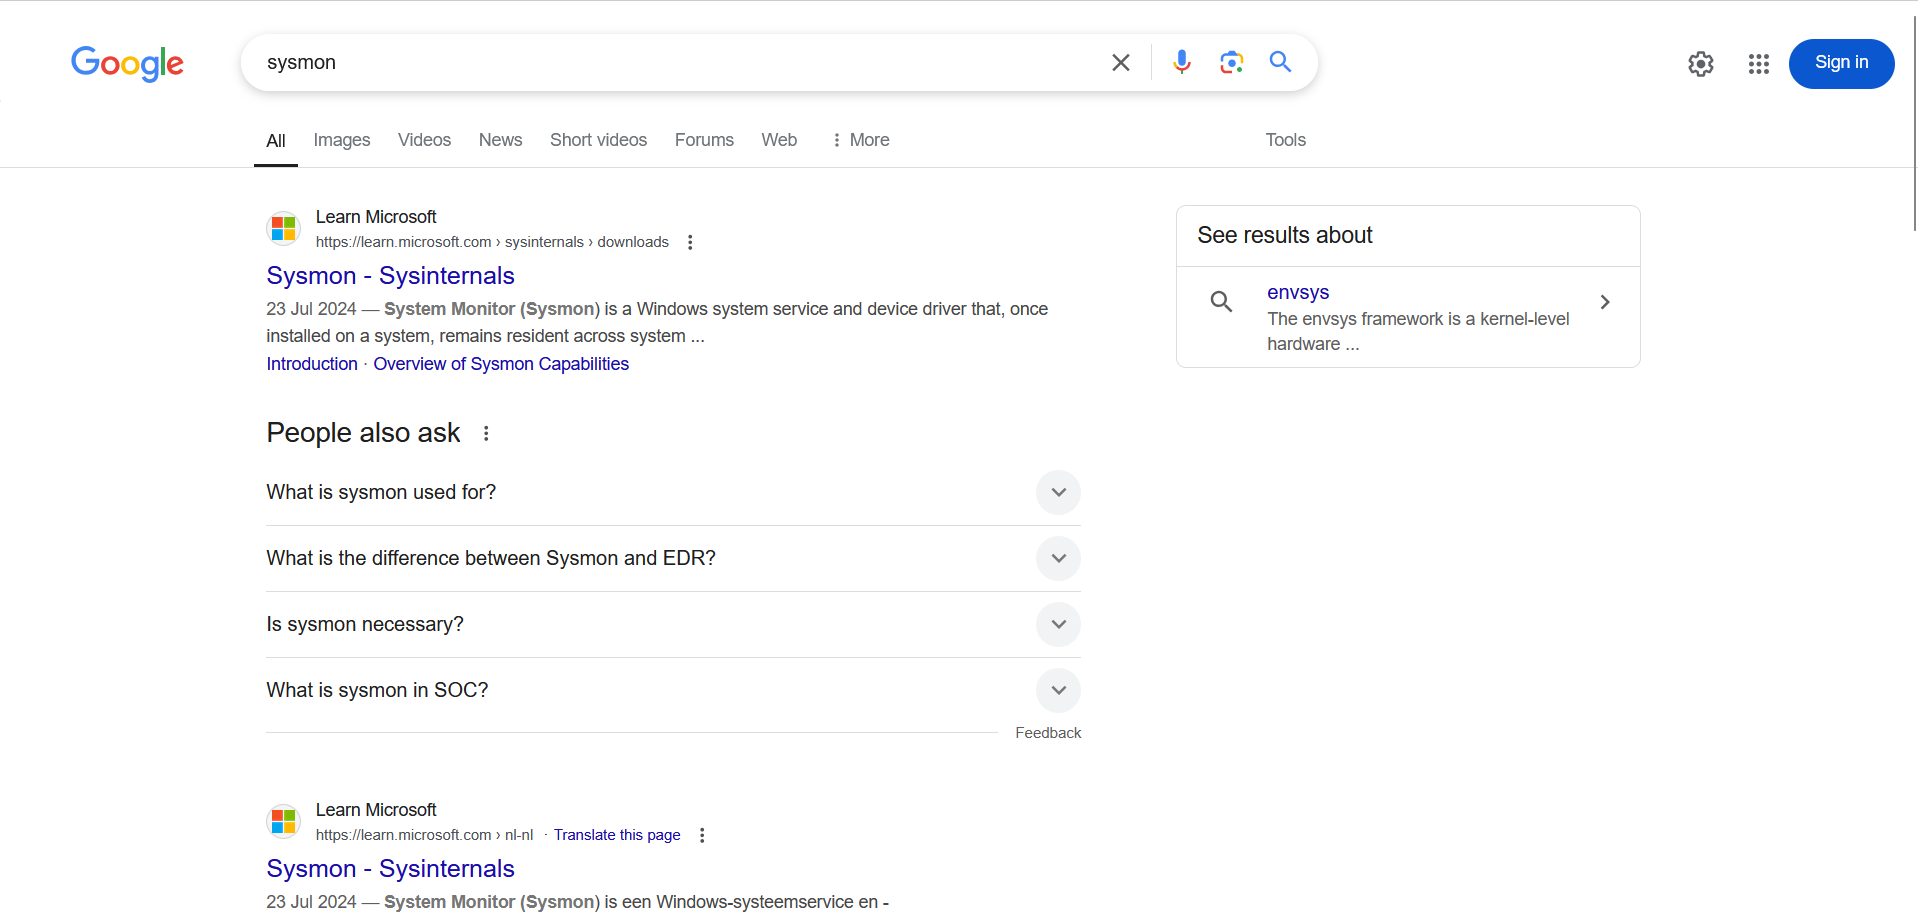 Google
sysmon
Sign in
All Images Videos News Short videos Forums Web More Tools
Learn Microsoft
https://learn.microsoft.com › sysinternals › downloads
Sysmon - Sysinternals
23 Jul 2024 — System Monitor (Sysmon) is a Windows system service and device driver that, once
installed on a system, remains resident across system ...
Introduction · Overview of Sysmon Capabilities
See results about
envsys
The envsys framework is a kernel-level
hardware ...
People also ask
What is sysmon used for?
What is the difference between Sysmon and EDR?
Is sysmon necessary?
What is sysmon in SOC?
Feedback
Learn Microsoft
https://learn.microsoft.com › nl-nl · Translate this page
Sysmon - Sysinternals
23 Jul 2024 — System Monitor (Sysmon) is een Windows-systeemservice en -